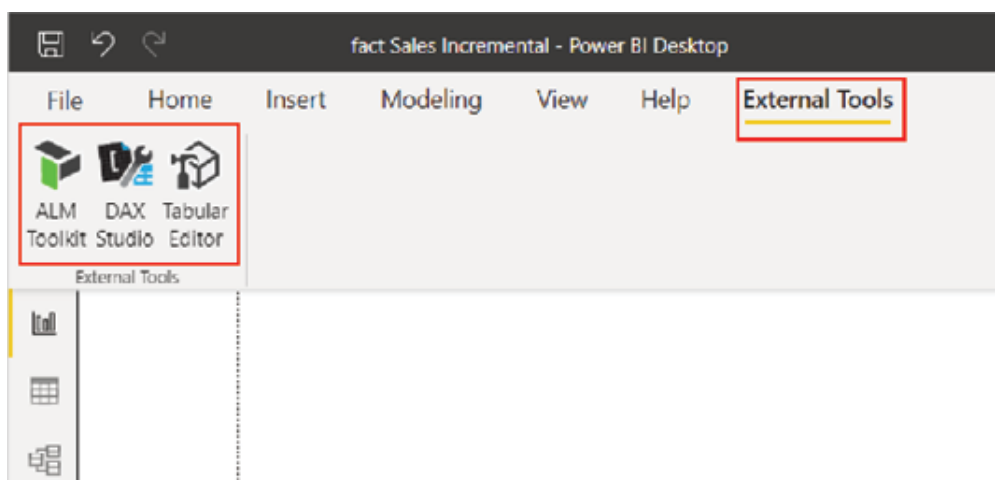 fact Sales Incremental - Power BI Desktop
File Home Insert Modeling View Help External Tools
ALM DAX Tabular
Toolkit Studio Editor
External Tools